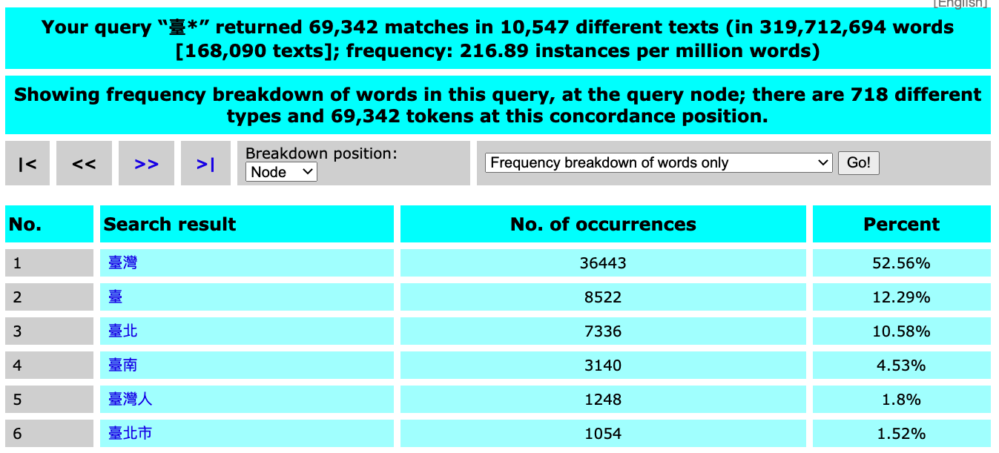 [English]
Your query “臺*” returned 69,342 matches in 10,547 different texts (in 319,712,694 words
[168,090 texts]; frequency: 216.89 instances per million words)
Showing frequency breakdown of words in this query, at the query node; there are 718 different
types and 69,342 tokens at this concordance position.
|< << >> >| Breakdown position:
Node Frequency breakdown of words only Go!
No. Search result No. of occurrences Percent
1 臺灣 36443 52.56%
2 臺 8522 12.29%
3 臺北 7336 10.58%
4 臺南 3140 4.53%
5 臺灣人 1248 1.8%
6 臺北市 1054 1.52%